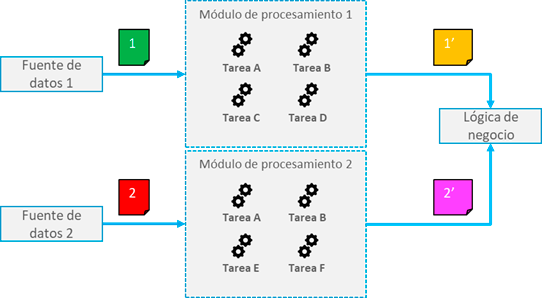 Fuente de
datos 1
1
Módulo de procesamiento 1
Tarea A
Tarea B
Tarea C
Tarea D
1’
Lógica de
negocio
Fuente de
datos 2
2
Módulo de procesamiento 2
Tarea A
Tarea B
Tarea E
Tarea F
2’